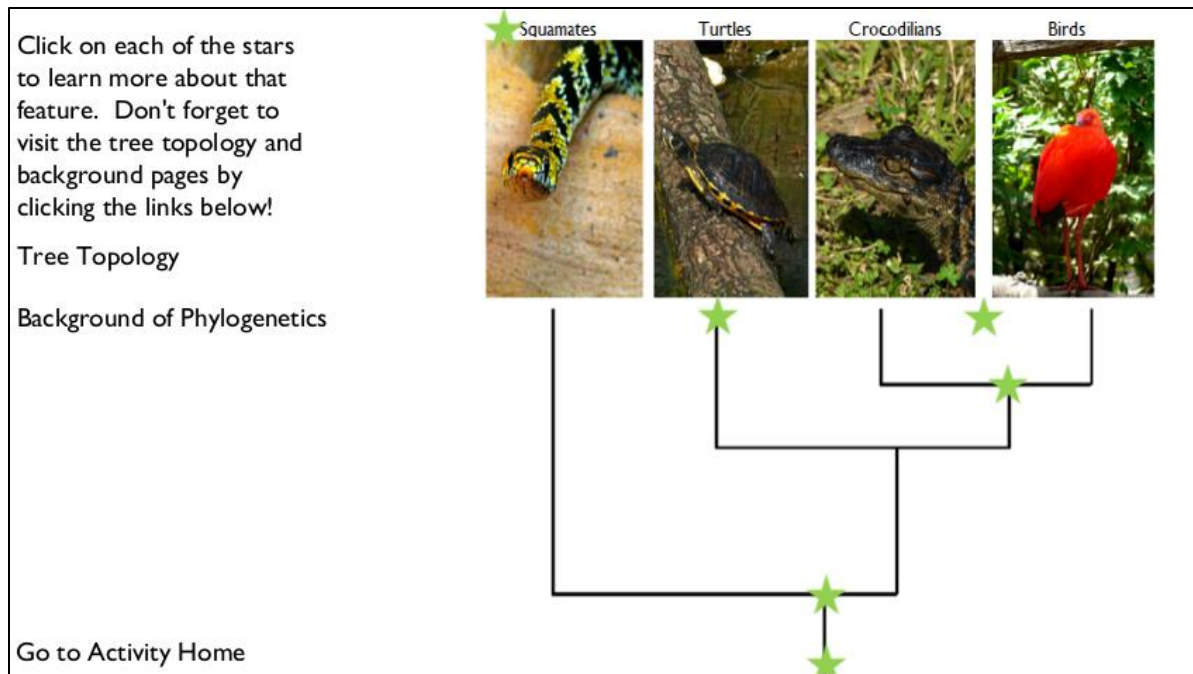 Click on each of the stars
to learn more about that
feature.  Don't forget to
visit the tree topology and
background pages by
clicking the links below!
Tree Topology
Background of Phylogenetics
Go to Activity Home
Squamates
Turtles
Crocodilians
Birds